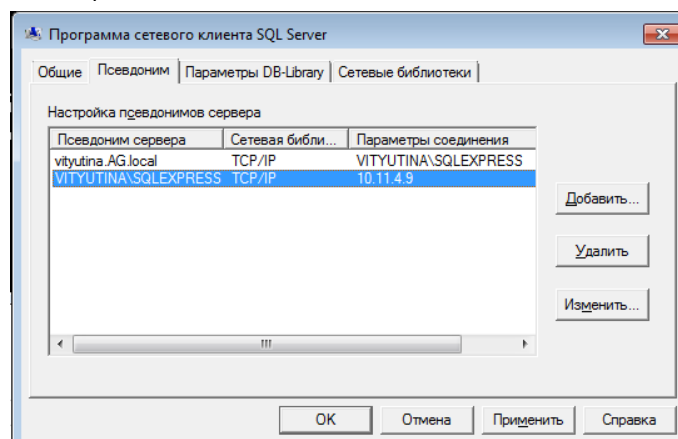 Программа сетевого клиента SQL Server
Общие Псевдоним Параметры DB-Library Сетевые библиотеки
Настройка псевдонимов сервера
Псевдоним сервера Сетевая библи... Параметры соединения
vityutina.AG.local TCP/IP VITYUTINA\SQLEXPRESS
VITYUTINA\SQLEXPRESS TCP/IP 10.11.4.9
Добавить...
Удалить
Изменить...
OK Отмена Применить Справка